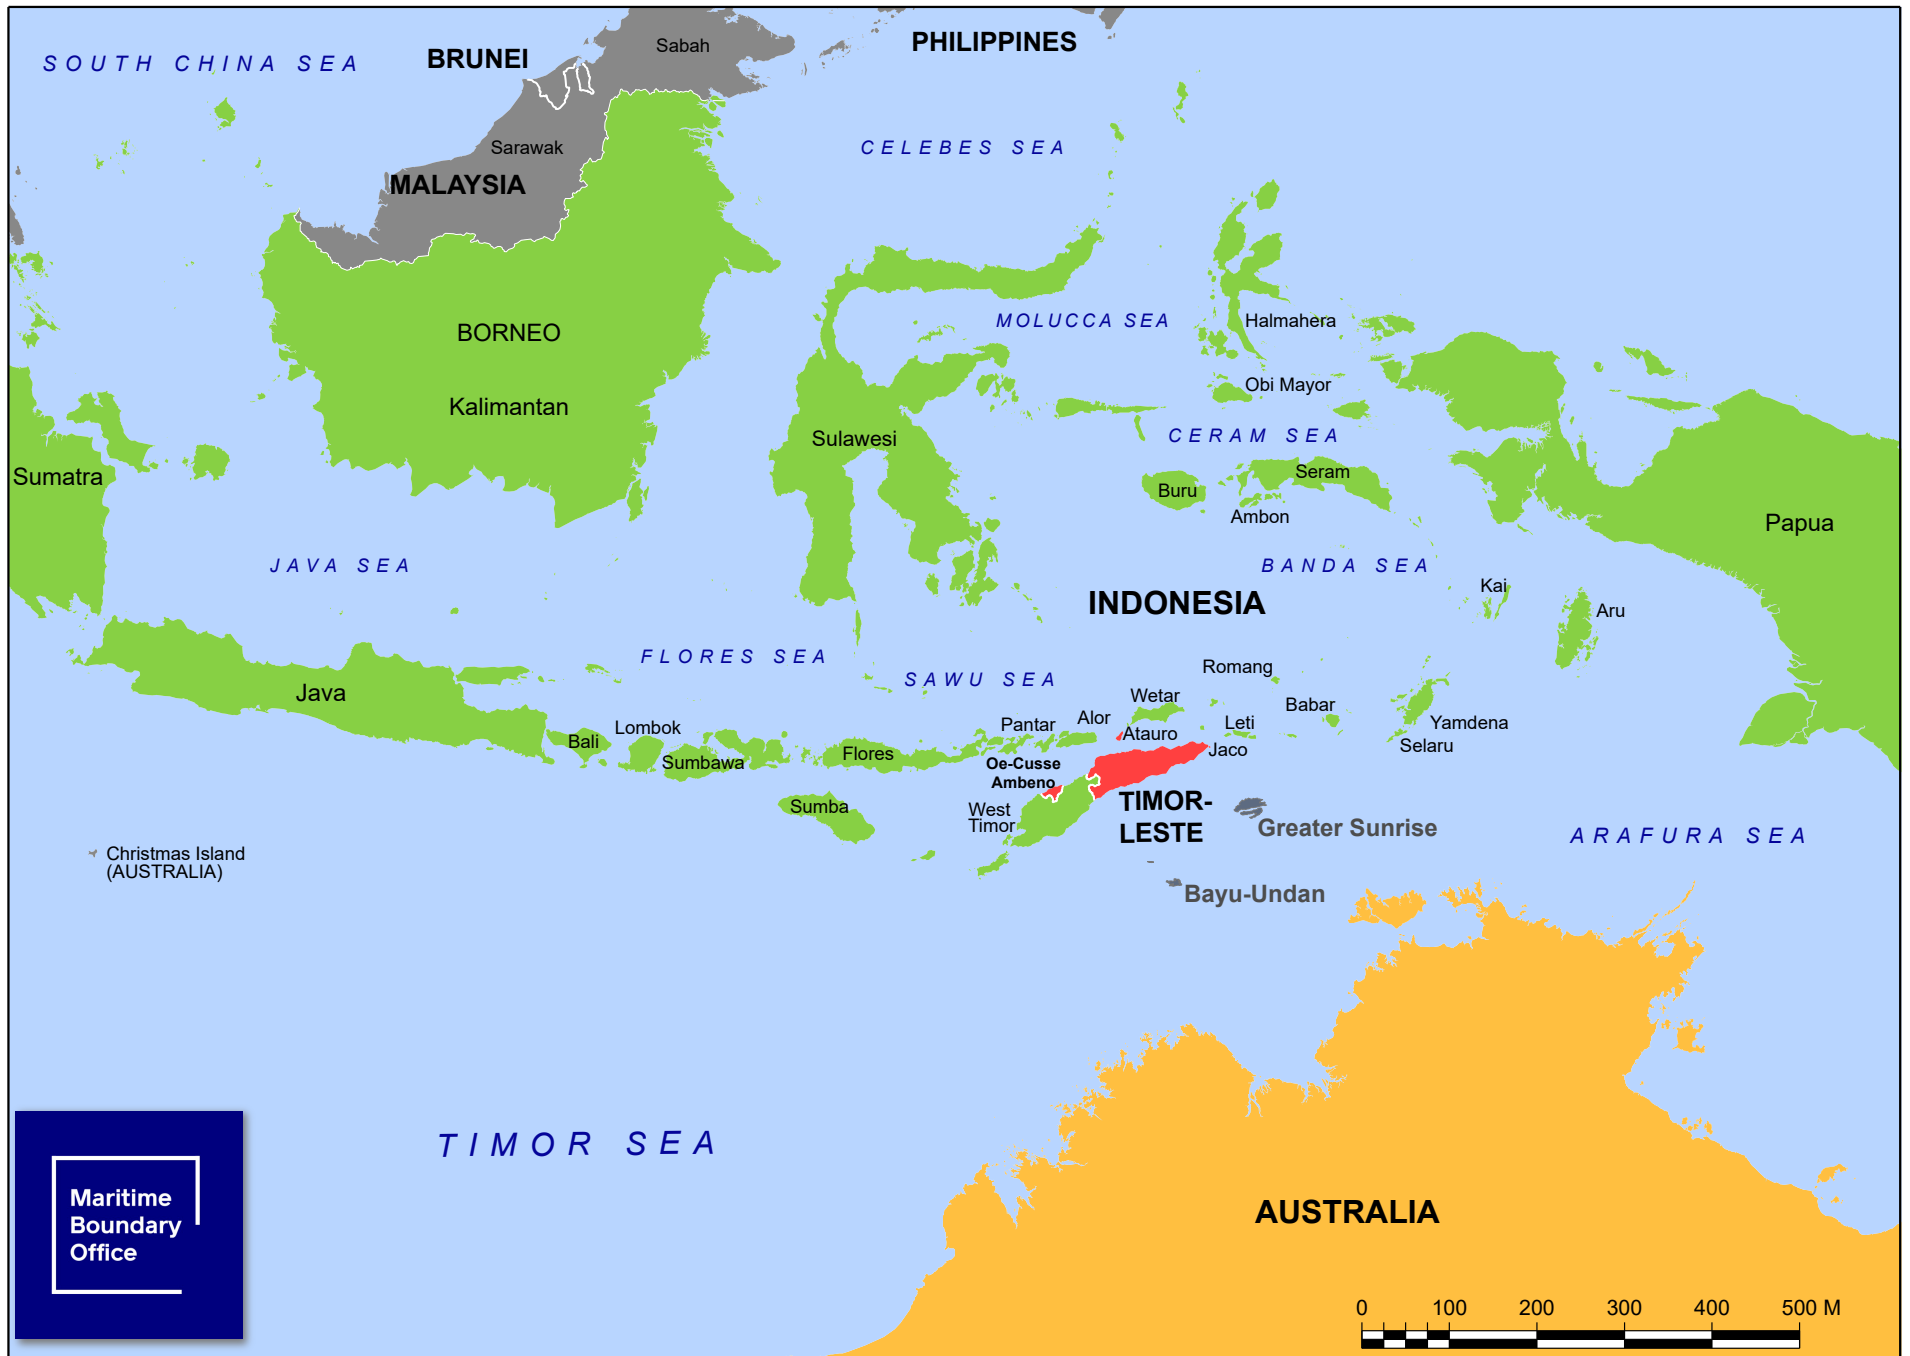 PHILIPPINES
Sabah
BRUNEI
SOUTH CHINA SEA
CELEBES SEA
Sarawak
MALAYSIA
MOLUCCA SEA
Halmahera
BORNEO
Obi Mayor
Kalimantan
CERAM SEA
Sulawesi
Seram
Sumatra
Buru
Ambon
Papua
JAVA SEA
BANDA SEA
Kai
INDONESIA
Aru
FLORES SEA
Romang
SAWU SEA
Java
Wetar
Babar
Alor
Leti
Yamdena
Pantar
Lombok
Atauro
Bali
Selaru
Jaco
Flores
Sumbawa
Oe-Cusse
Ambeno
TIMOR-
LESTE
Sumba
West
Timor
Greater Sunrise
ARAFURA SEA
Christmas Island
(AUSTRALIA)
Bayu-Undan
TIMOR SEA
Maritime
Boundary
Office
AUSTRALIA
0 100 200 300 400 500 M